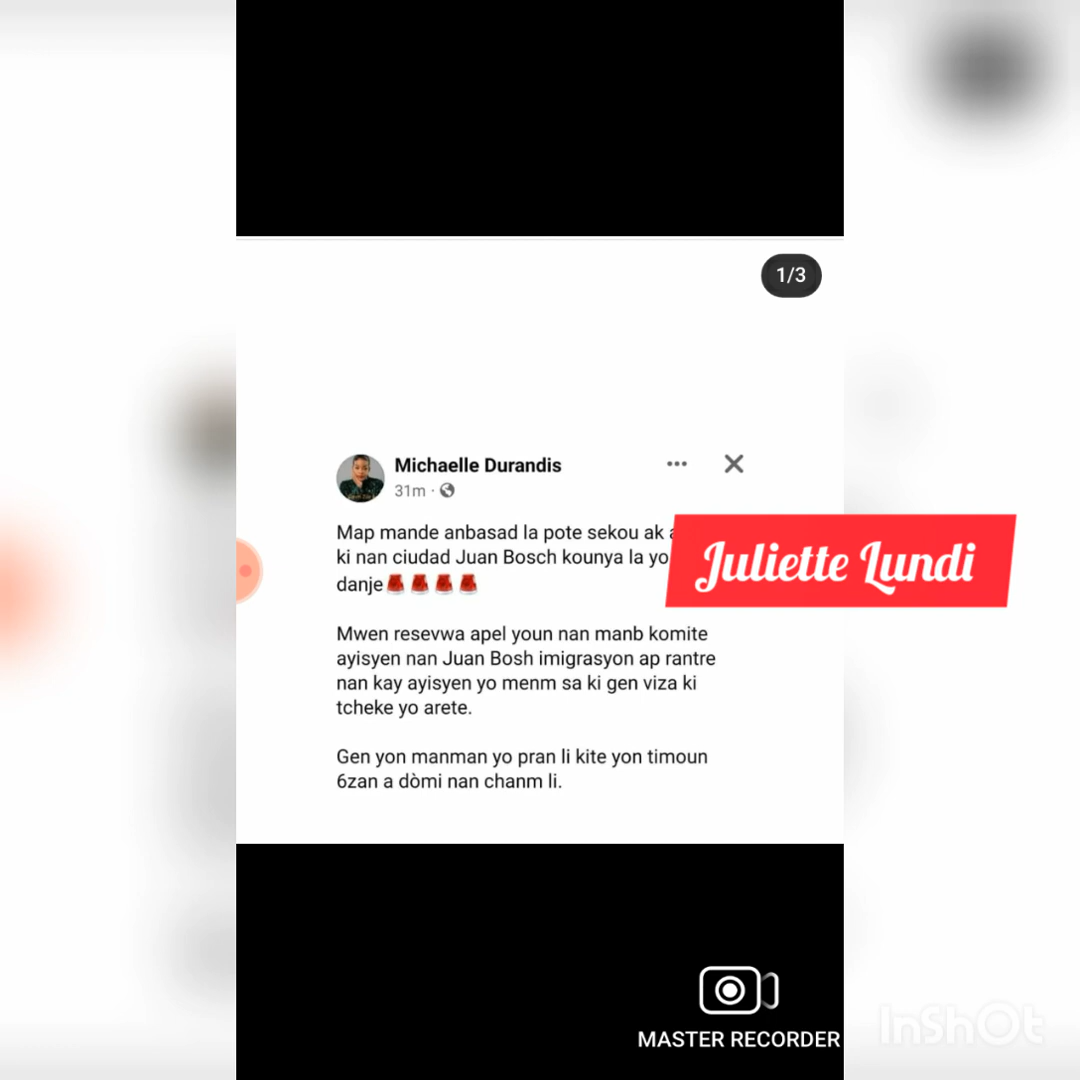 1/3
Michaelle Durandis
31m
Map mande anbasad la pote sekou ak
ki nan ciudad Juan Bosch kounya la yo
danje
Juliette Lundi
Mwen resevwa apel youn nan manb komite
ayisyen nan Juan Bosh imigrasyon ap rantre
nan kay ayisyen yo menm sa ki gen viza ki
tcheke yo arete.
Gen yon manman yo pran li kite yon timoun
6zan a dòmi nan chanm li.
MASTER RECORDER
InShOt